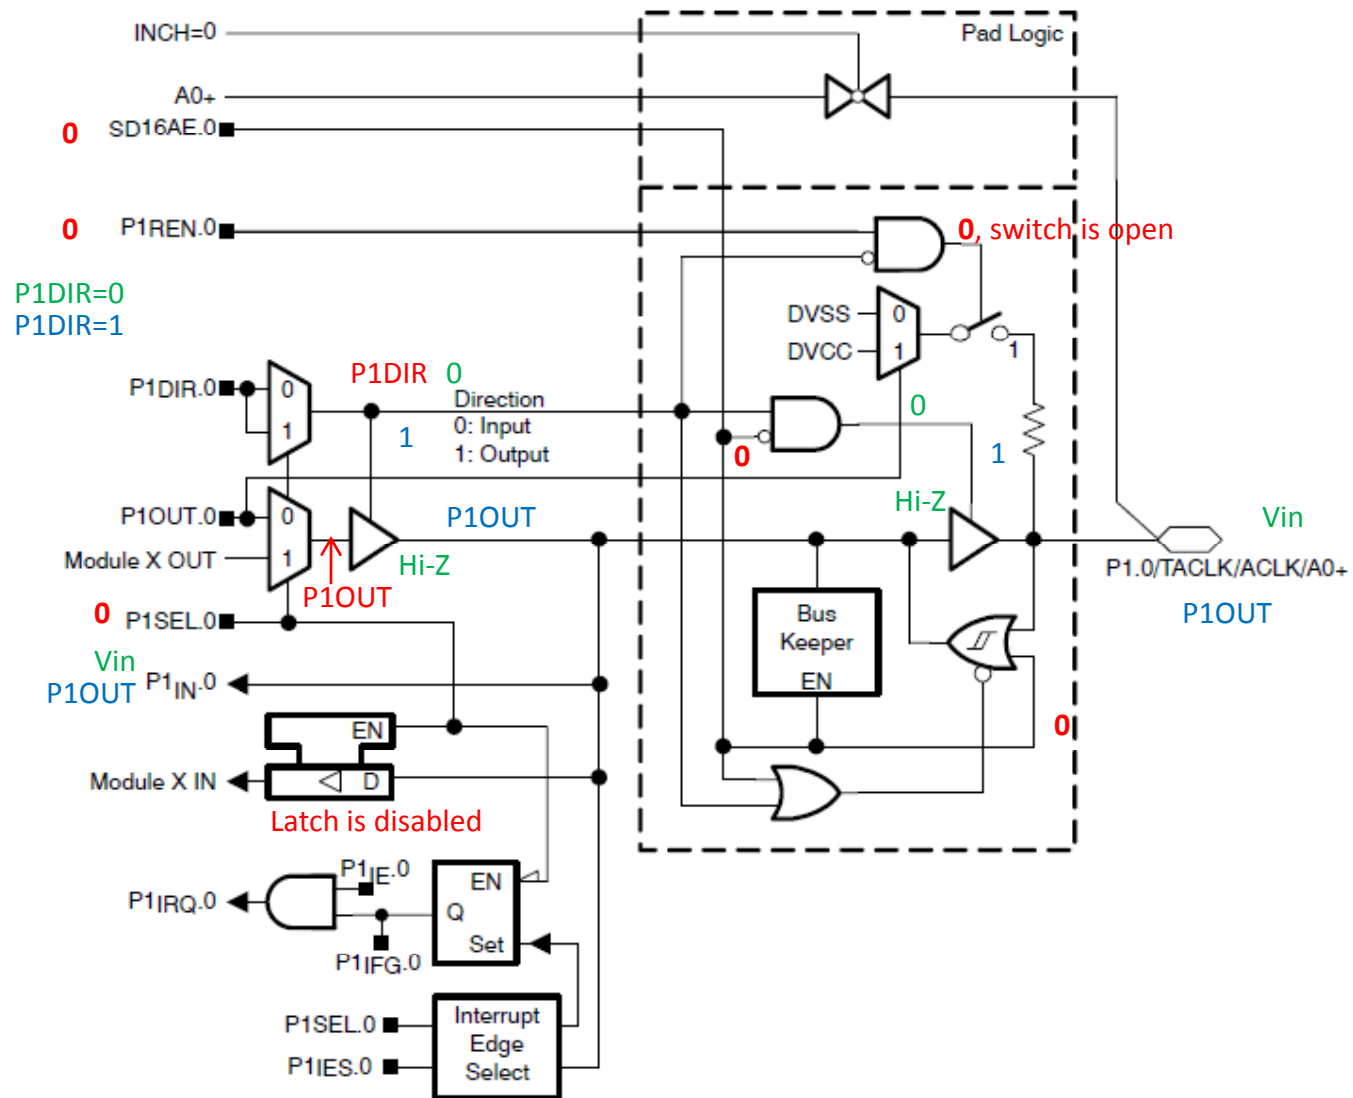 INCH=0
Pad Logic
A0+
0 SD16AE.0
0 P1REN.0
0, switch is open
P1DIR=0
P1DIR=1
DVSS 0
DVCC 1
1
P1DIR.0 0
1
P1DIR 0
Direction
0: Input
1: Output
1
0
0
1
P1OUT.0 0
Module X OUT 1
P1OUT
P1OUT
Hi-Z
Hi-Z
Vin
P1.0/TACLK/ACLK/A0+
P1OUT
0 P1SEL.0
Bus
Keeper
EN
Vin
P1OUT P1IN.0
0
EN
Module X IN D
Latch is disabled
P1IE.0
P1IRQ.0
P1IFG.0
EN
Q
Set
P1SEL.0
P1IES.0
Interrupt
Edge
Select